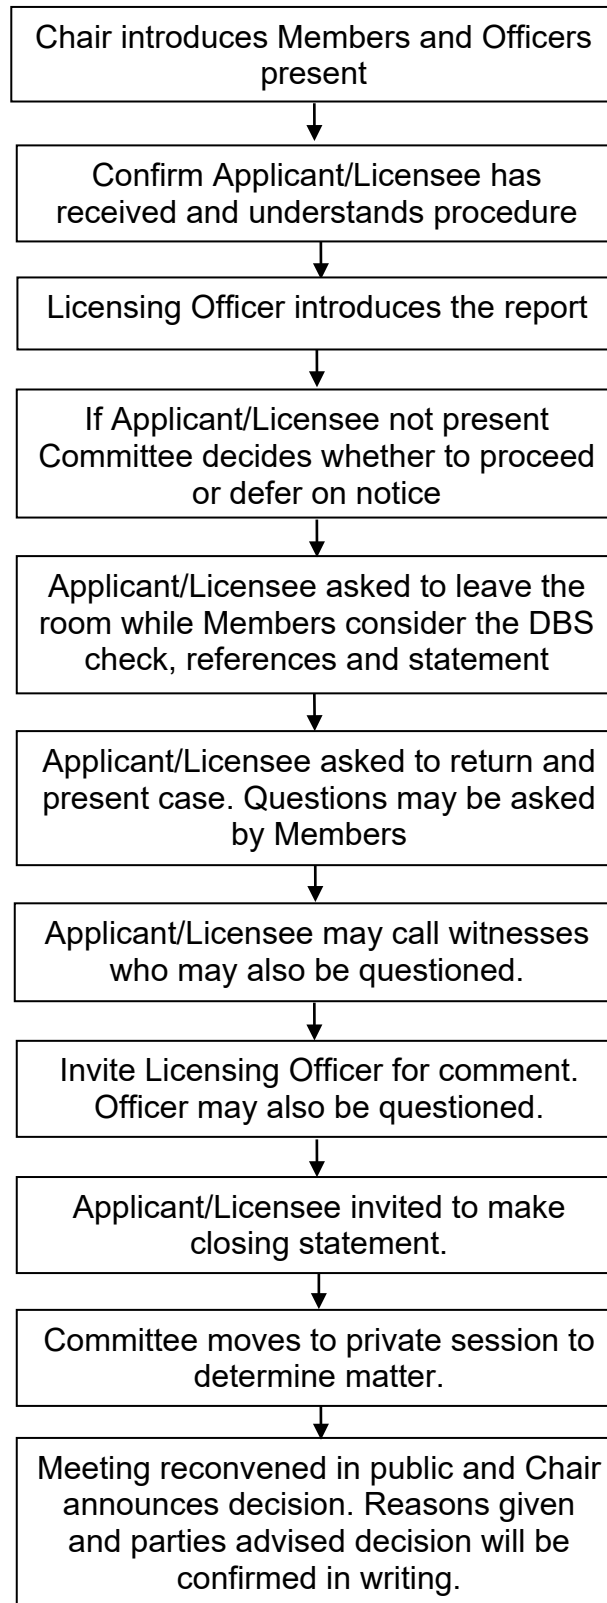 Chair introduces Members and Officers
present
Confirm Applicant/Licensee has
received and understands procedure
Licensing Officer introduces the report
If Applicant/Licensee not present
Committee decides whether to proceed
or defer on notice
Applicant/Licensee asked to leave the
room while Members consider the DBS
check, references and statement
Applicant/Licensee asked to return and
present case. Questions may be asked
by Members
Applicant/Licensee may call witnesses
who may also be questioned.
Invite Licensing Officer for comment.
Officer may also be questioned.
Applicant/Licensee invited to make
closing statement.
Committee moves to private session to
determine matter.
Meeting reconvened in public and Chair
announces decision. Reasons given
and parties advised decision will be
confirmed in writing.